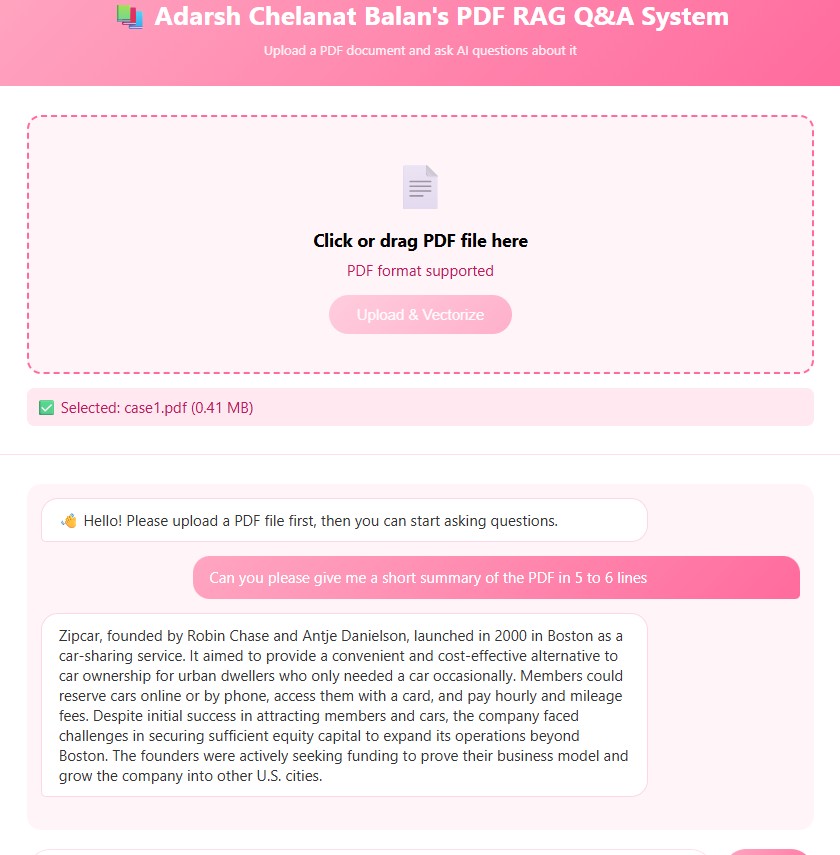 Adarsh Chelanat Balan's PDF RAG Q&A System
Upload a PDF document and ask AI questions about it
Click or drag PDF file here
PDF format supported
Upload & Vectorize
Selected: case1.pdf (0.41 MB)
Hello! Please upload a PDF file first, then you can start asking questions.
Can you please give me a short summary of the PDF in 5 to 6 lines
Zipcar, founded by Robin Chase and Antje Danielson, launched in 2000 in Boston as a
car-sharing service. It aimed to provide a convenient and cost-effective alternative to
car ownership for urban dwellers who only needed a car occasionally. Members could
reserve cars online or by phone, access them with a card, and pay hourly and mileage
fees. Despite initial success in attracting members and cars, the company faced
challenges in securing sufficient equity capital to expand its operations beyond
Boston. The founders were actively seeking funding to prove their business model and
grow the company into other U.S. cities.